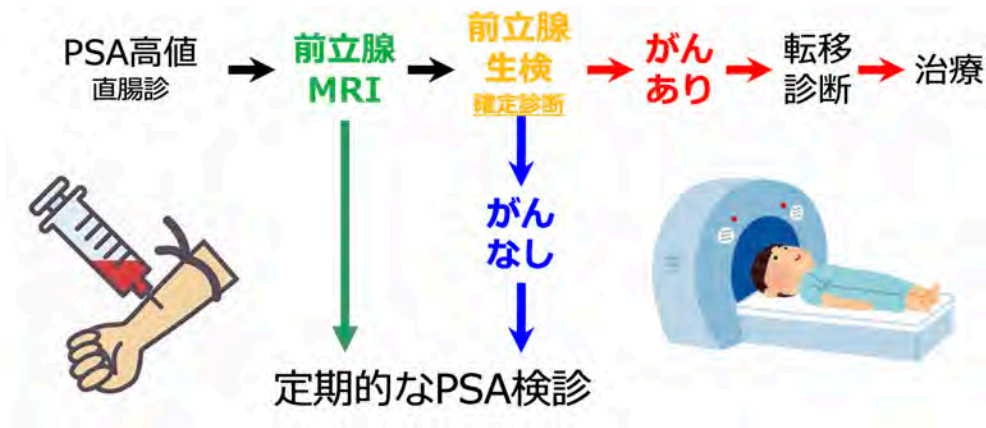 PSA高値
直腸診
前立腺
MRI
前立腺
生検
確定診断
がん
あり
転移
診断
治療
がん
なし
定期的なPSA検診